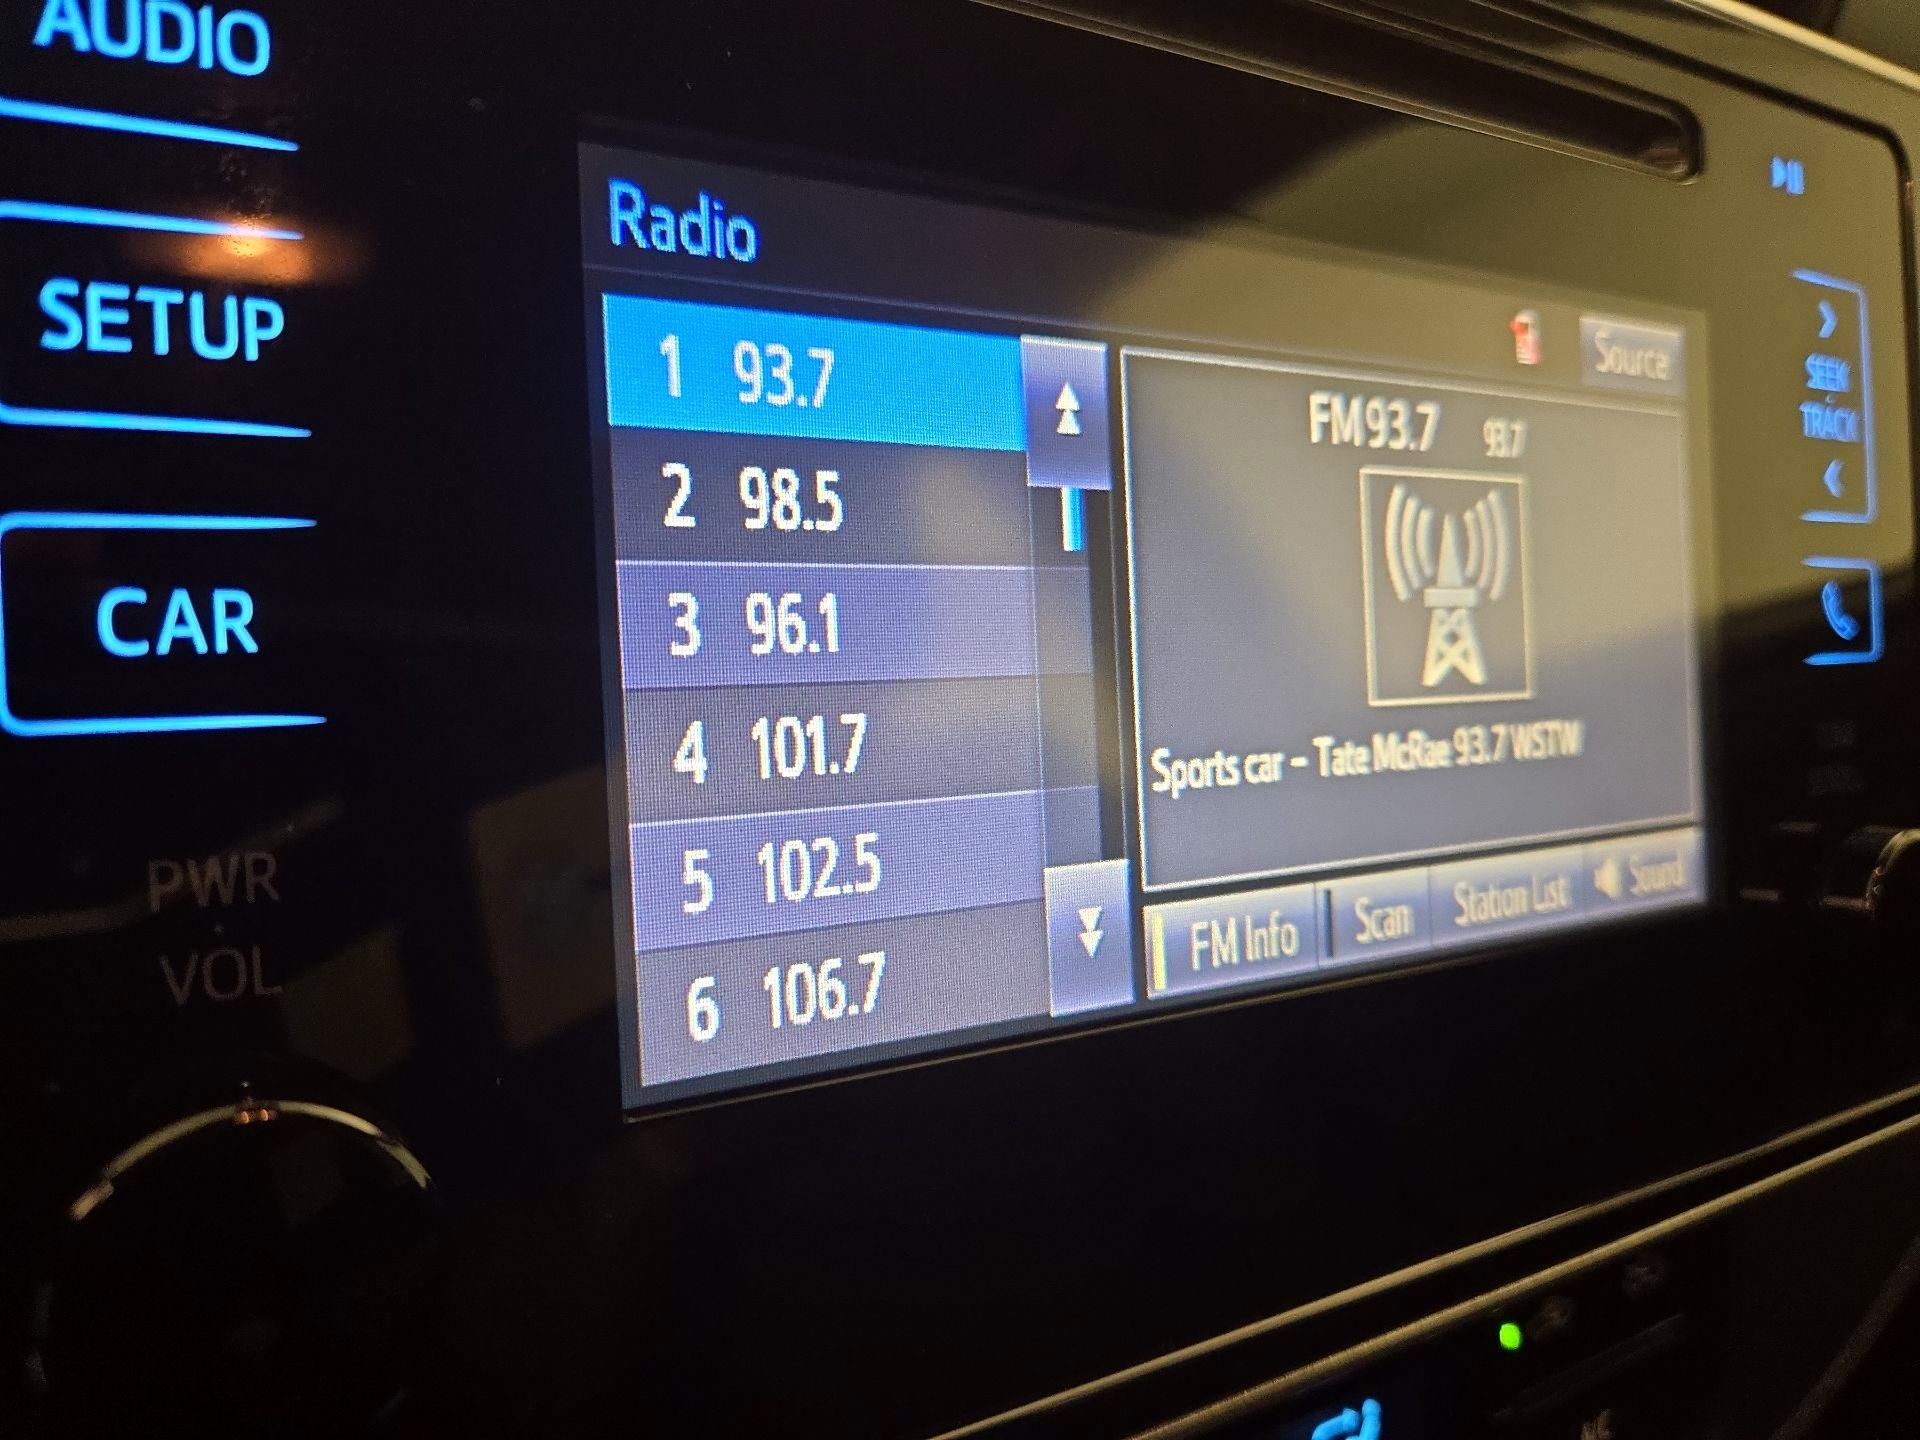 AUDIO
SETUP
CAR
PWR
VOL
Radio
1 93.7
2 98.5
3 96.1
4 101.7
5 102.5
6 106.7
Source
FM 93.7 93.7
Sports car - Tate McRae 93.7 WSTW
FM Info
Scan
Station List
Sound
SEEK
TRACK